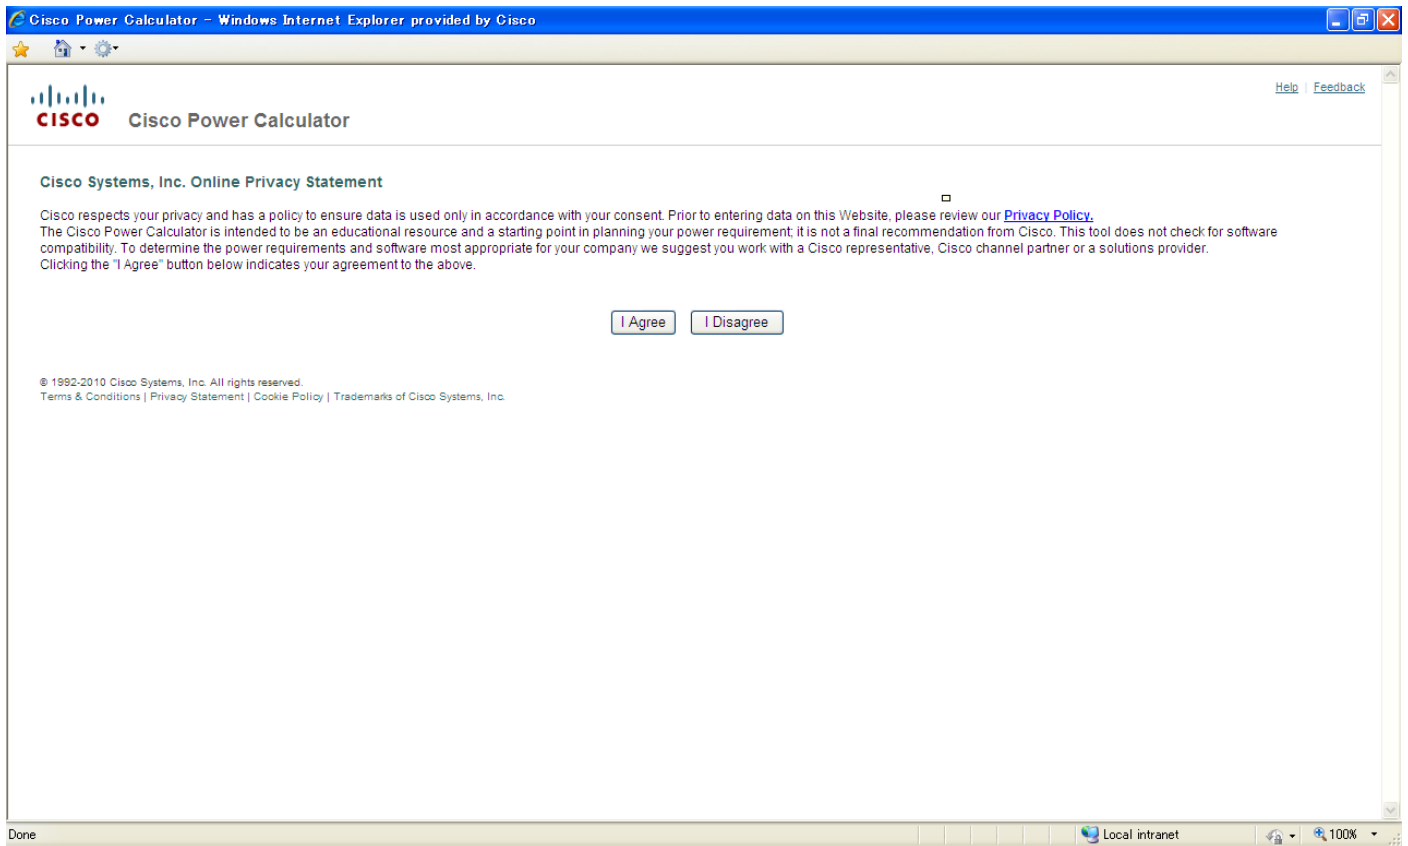 Cisco Power Calculator - Windows Internet Explorer provided by Cisco
Help | Feedback
CISCO
Cisco Power Calculator
Cisco Systems, Inc. Online Privacy Statement
Cisco respects your privacy and has a policy to ensure data is used only in accordance with your consent. Prior to entering data on this Website, please review our Privacy Policy.
The Cisco Power Calculator is intended to be an educational resource and a starting point in planning your power requirement; it is not a final recommendation from Cisco. This tool does not check for software
compatibility. To determine the power requirements and software most appropriate for your company we suggest you work with a Cisco representative, Cisco channel partner or a solutions provider.
Clicking the "I Agree" button below indicates your agreement to the above.
I Agree I Disagree
© 1992-2010 Cisco Systems, Inc. All rights reserved.
Terms & Conditions | Privacy Statement | Cookie Policy | Trademarks of Cisco Systems, Inc.
Done Local intranet 100%